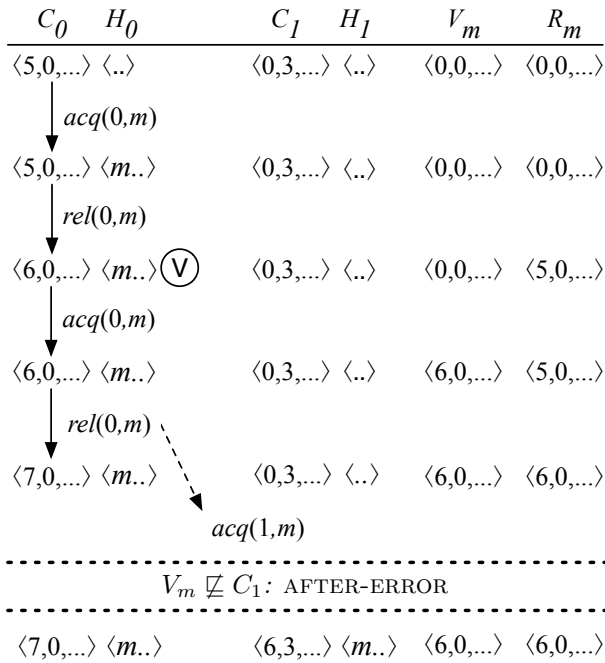 C0 H0 C1 H1 Vm Rm
⟨5,0,...⟩ ⟨..⟩ ⟨0,3,...⟩ ⟨..⟩ ⟨0,0,...⟩ ⟨0,0,...⟩
acq(0,m)
⟨5,0,...⟩ ⟨m..⟩ ⟨0,3,...⟩ ⟨..⟩ ⟨0,0,...⟩ ⟨0,0,...⟩
rel(0,m)
⟨6,0,...⟩ ⟨m..⟩ V ⟨0,3,...⟩ ⟨..⟩ ⟨0,0,...⟩ ⟨5,0,...⟩
acq(0,m)
⟨6,0,...⟩ ⟨m..⟩ ⟨0,3,...⟩ ⟨..⟩ ⟨6,0,...⟩ ⟨5,0,...⟩
rel(0,m)
⟨7,0,...⟩ ⟨m..⟩ ⟨0,3,...⟩ ⟨..⟩ ⟨6,0,...⟩ ⟨6,0,...⟩
acq(1,m)
Vm ⋢ C1: AFTER-ERROR
⟨7,0,...⟩ ⟨m..⟩ ⟨6,3,...⟩ ⟨m..⟩ ⟨6,0,...⟩ ⟨6,0,...⟩